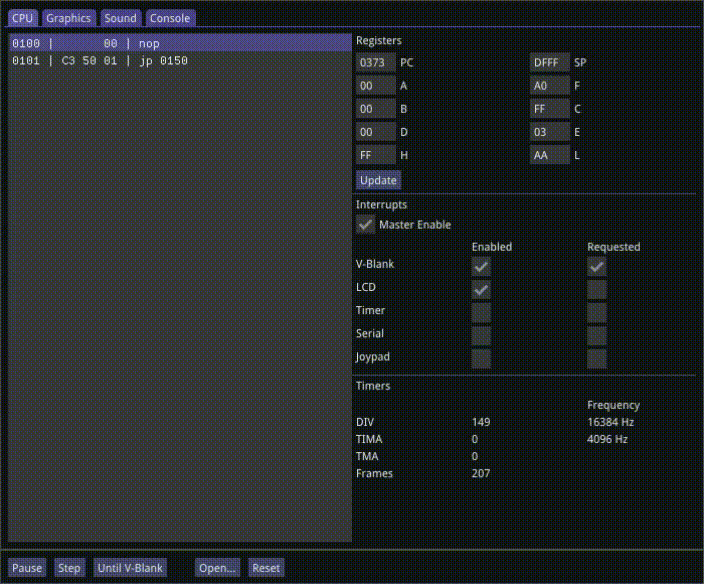 CPU Graphics Sound Console
0100 | 00 | nop
0101 | C3 50 01 | jp 0150
Registers
0373 PC DFFF SP
00 A A0 F
00 B FF C
00 D 03 E
FF H AA L
Update
Interrupts
Master Enable
Enabled Requested
V-Blank
LCD
Timer
Serial
Joypad
Timers
Frequency
DIV 149 16384 Hz
TIMA 0 4096 Hz
TMA 0
Frames 207
Pause Step Until V-Blank Open... Reset